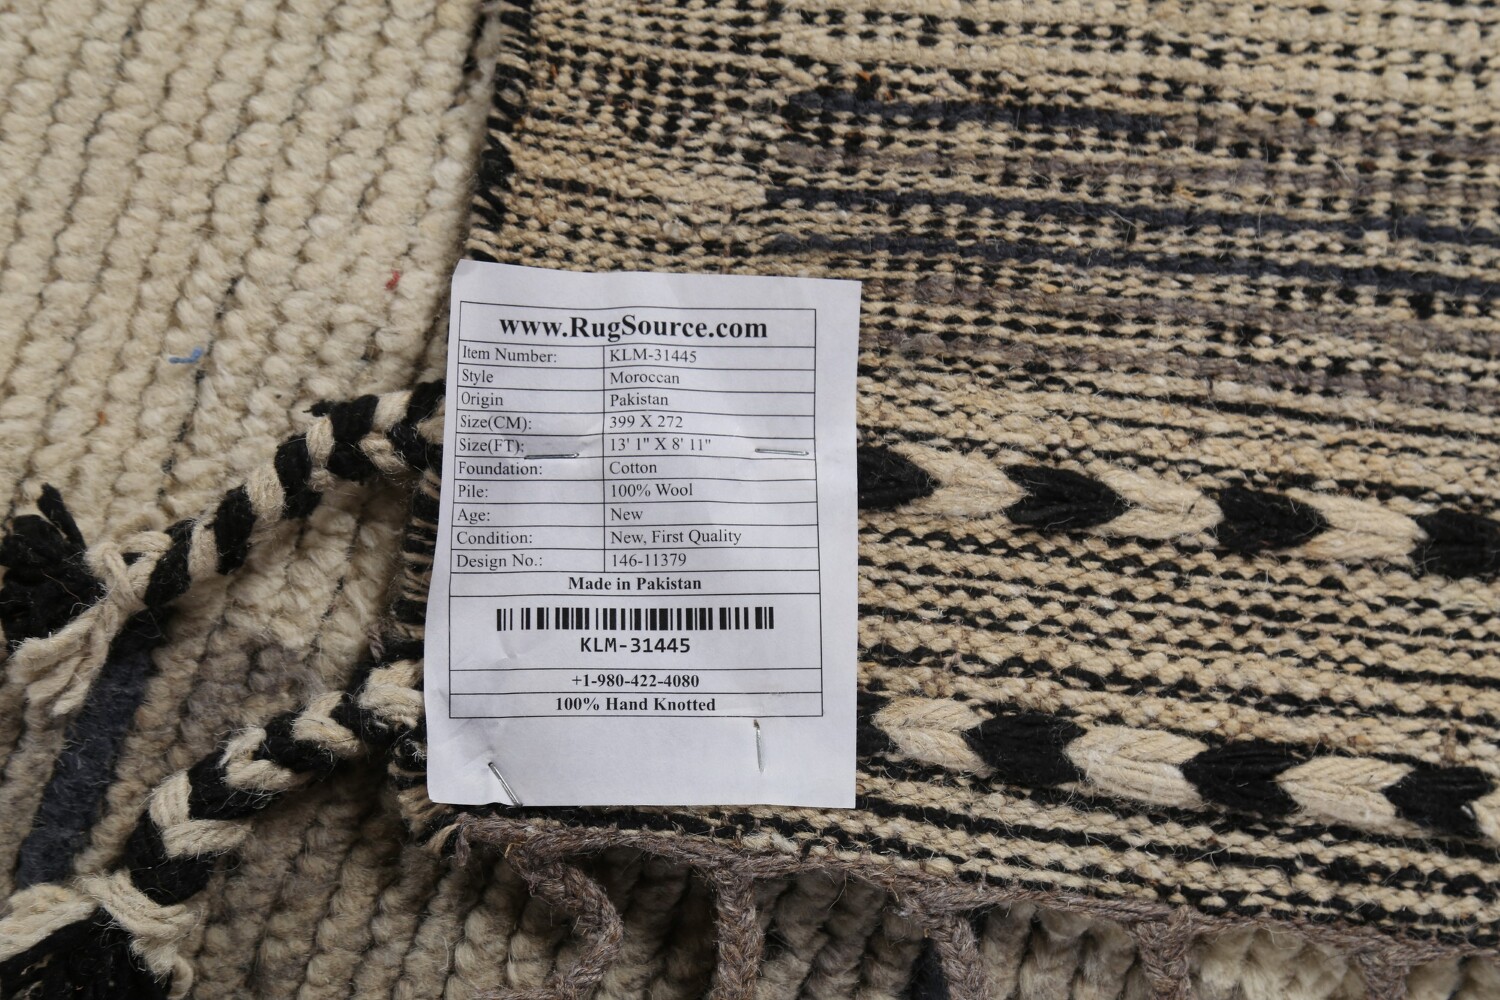 www.RugSource.com
Item Number: KLM-31445
Style Moroccan
Origin Pakistan
Size(CM): 399 X 272
Size(FT): 13' 1" X 8' 11"
Foundation: Cotton
Pile: 100% Wool
Age: New
Condition: New, First Quality
Design No.: 146-11379
Made in Pakistan
KLM-31445
+1-980-422-4080
100% Hand Knotted